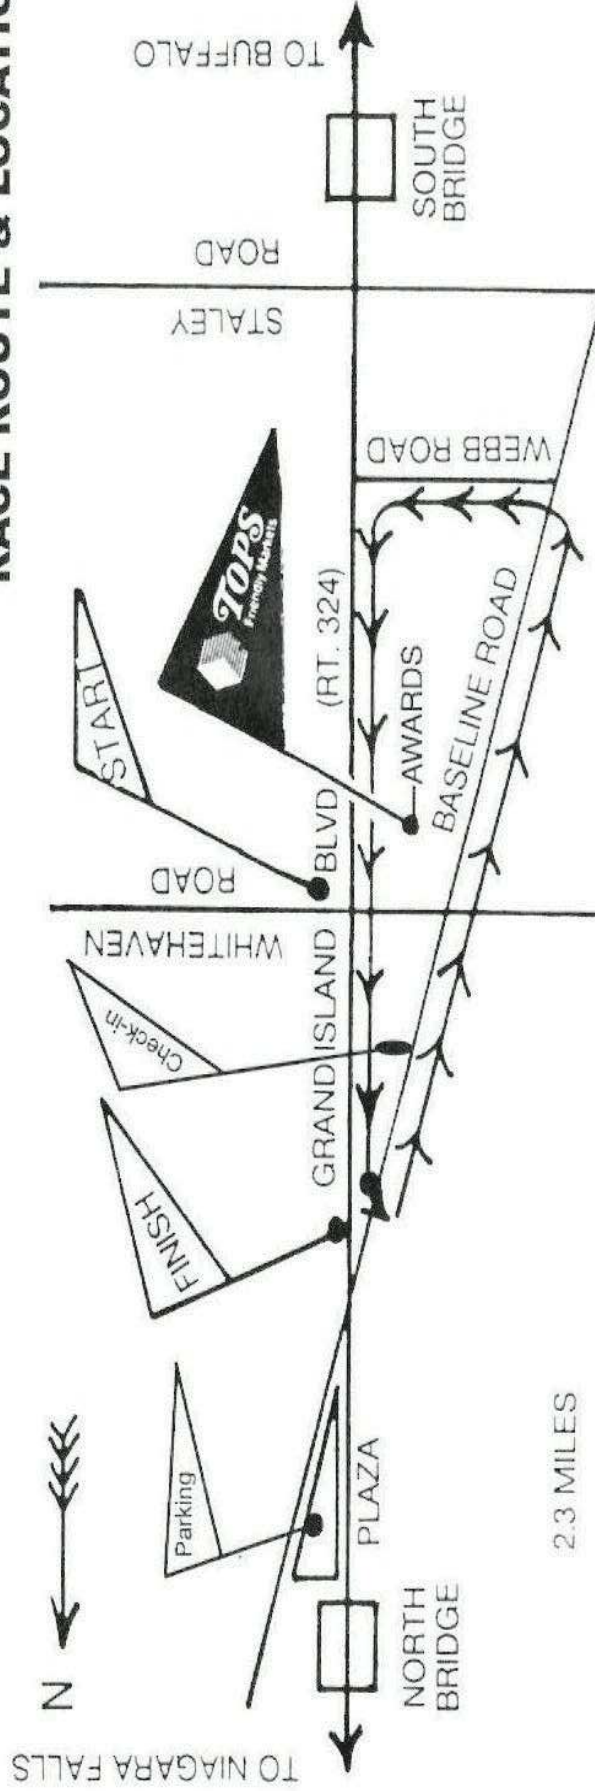 RACE ROUTE & LOCATIO
N
TO NIAGARA FALLS
NORTH
BRIDGE
Parking
PLAZA
2.3 MILES
FINISH
Check-in
GRAND ISLAND
BLVD
(RT. 324)
WHITEHAVEN
ROAD
START
TOPS
Friendly Markets
AWARDS
BASELINE ROAD
WEBB ROAD
STALEY
ROAD
SOUTH
BRIDGE
TO BUFFALO